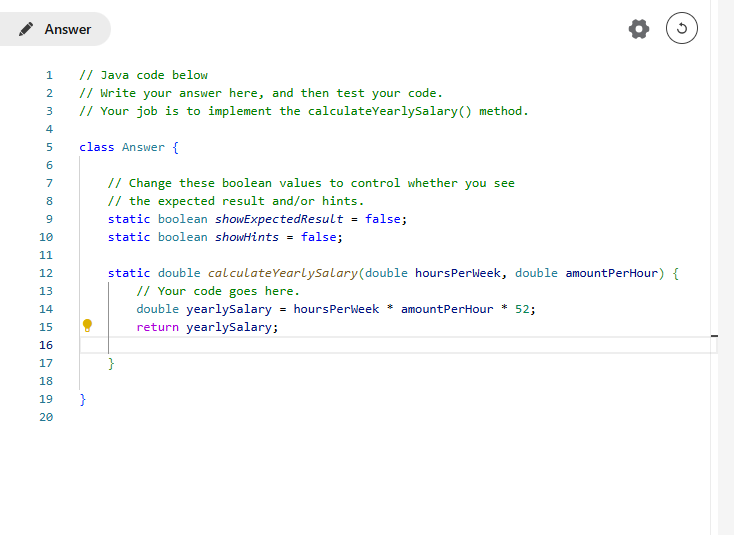 Answer
1 // Java code below
2 // Write your answer here, and then test your code.
3 // Your job is to implement the calculateYearlySalary() method.
4
5 class Answer {
6
7 // Change these boolean values to control whether you see
8 // the expected result and/or hints.
9 static boolean showExpectedResult = false;
10 static boolean showHints = false;
11
12 static double calculateYearlySalary(double hoursPerWeek, double amountPerHour) {
13 // Your code goes here.
14 double yearlySalary = hoursPerWeek * amountPerHour * 52;
15 return yearlySalary;
16
17 }
18
19 }
20